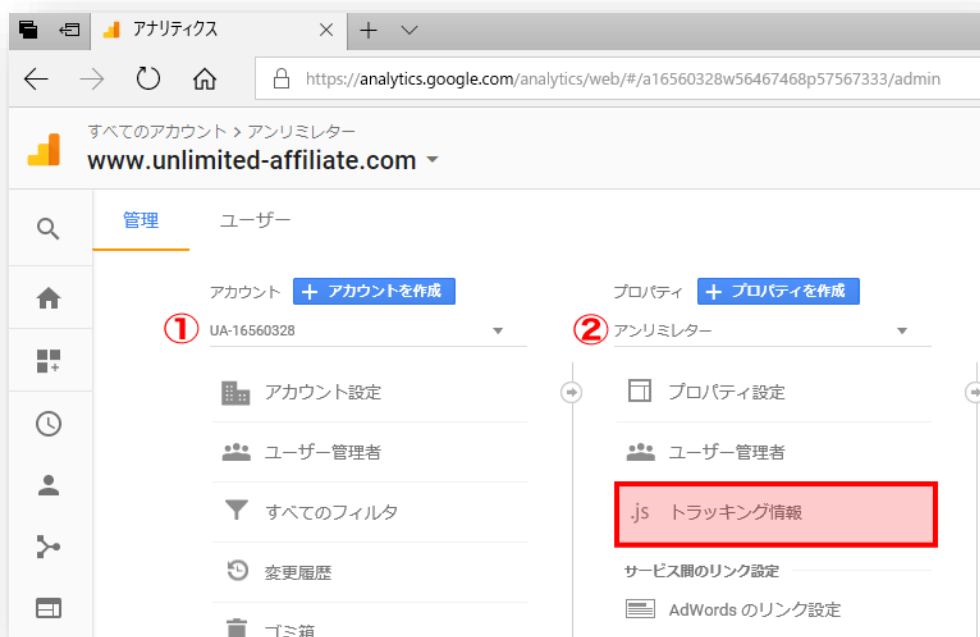 アナリティクス
https://analytics.google.com/analytics/web/#/a16560328w56467468p57567333/admin
すべてのアカウント > アンリミレター
www.unlimited-affiliate.com
管理 ユーザー
アカウント + アカウントを作成 プロパティ + プロパティを作成
① UA-16560328 ② アンリミレター
アカウント設定 プロパティ設定
ユーザー管理者 ユーザー管理者
すべてのフィルタ .js トラッキング情報
変更履歴 サービス間のリンク設定
ゴミ箱 AdWords のリンク設定